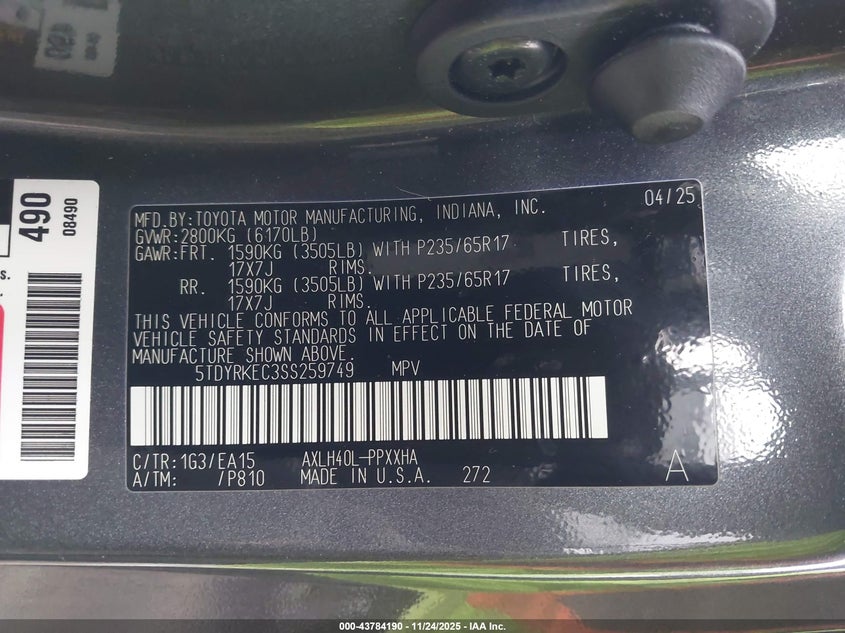 490
08490
s.
04/25
MFD.BY:TOYOTA MOTOR MANUFACTURING, INDIANA, INC.
GVWR:2800KG (6170LB)
GAWR:FRT. 1590KG (3505LB) WITH P235/65R17 TIRES,
17X7J RIMS.
RR. 1590KG (3505LB) WITH P235/65R17 TIRES,
17X7J RIMS.
THIS VEHICLE CONFORMS TO ALL APPLICABLE FEDERAL MOTOR
VEHICLE SAFETY STANDARDS IN EFFECT ON THE DATE OF
MANUFACTURE SHOWN ABOVE.
5TDYRKEC3SS259749 MPV
C/TR:1G3/EA15 AXLH40L-PPXXHA
A/TM: /P810 MADE IN U.S.A. 272
A
000-43784190 - 11/24/2025 - IAA Inc.